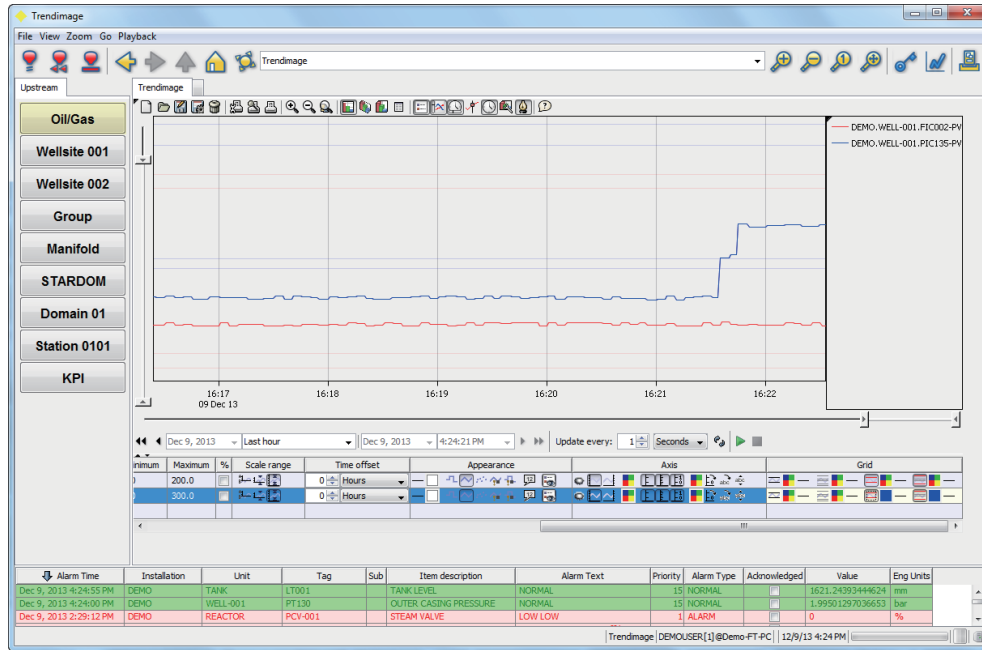 Trendimage
File View Zoom Go Playback
Trendimage
Upstream
Trendimage
Oil/Gas
Wellsite 001
Wellsite 002
Group
Manifold
STARDOM
Domain 01
Station 0101
KPI
DEMO.WELL-001.FIC002-PV
DEMO.WELL-001.PIC135-PV
16:17 16:18 16:19 16:20 16:21 16:22
09 Dec 13
Dec 9, 2013 Last hour Dec 9, 2013 4:24:21 PM Update every: 1 Seconds
nimum Maximum % Scale range Time offset Appearance Axis Grid
200.0 0 Hours
300.0 0 Hours
Alarm Time Installation Unit Tag Sub Item description Alarm Text Priority Alarm Type Acknowledged Value Eng Units
Dec 9, 2013 4:24:55 PM DEMO TANK LT001 TANK LEVEL NORMAL 15 NORMAL 1621.24393444624 mm
Dec 9, 2013 4:24:00 PM DEMO WELL-001 PT130 OUTER CASING PRESSURE NORMAL 15 NORMAL 1.99501297036653 bar
Dec 9, 2013 2:29:12 PM DEMO REACTOR PCV-001 STEAM VALVE LOW LOW 1 ALARM 0 %
Trendimage DEMOUSER[1]@Demo-FT-PC 12/9/13 4:24 PM